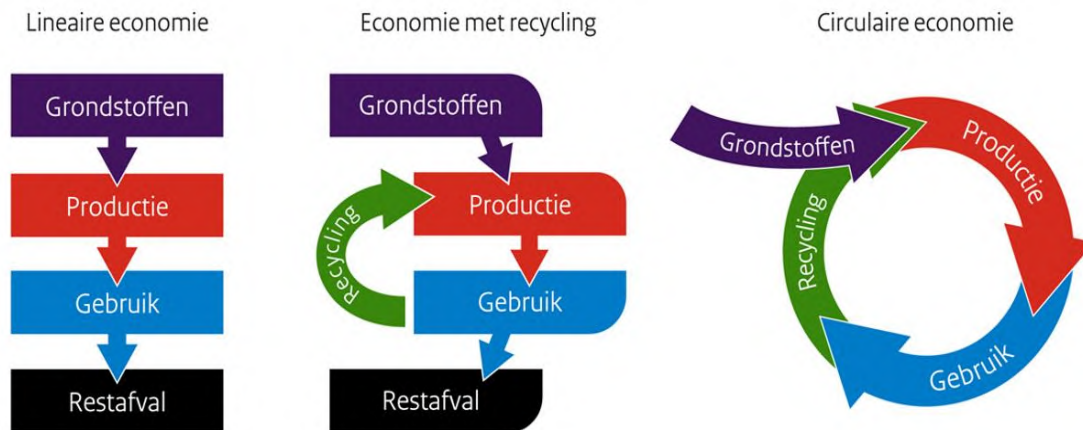 Lineaire economie
Grondstoffen
Productie
Gebruik
Restafval
Economie met recycling
Grondstoffen
Productie
Recycling
Gebruik
Restafval
Circulaire economie
Grondstoffen
Productie
Gebruik
Recycling